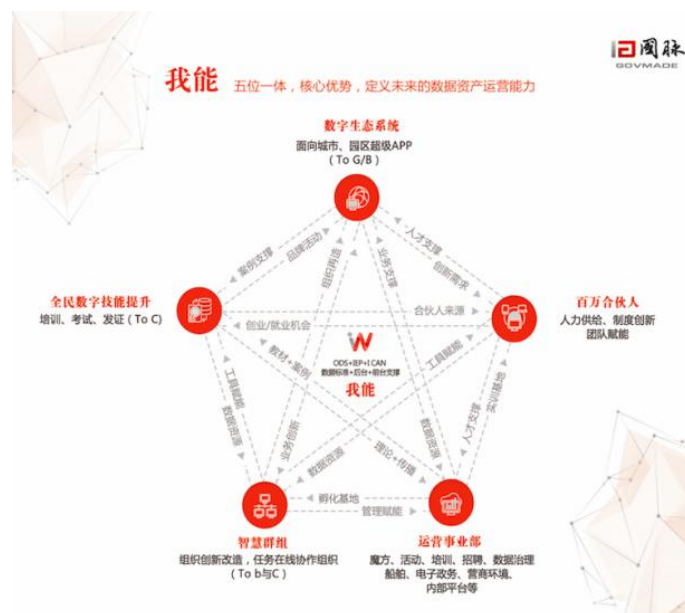 國脉
GOVMADE
我能 五位一体，核心优势，定义未来的数据资产运营能力
数字生态系统
面向城市、园区超级APP
（To G/B）
案例支撑
品牌活动
组织再造
业务支撑
人才支撑
创新需求
全民数字技能提升
培训、考试、发证（To C）
百万合伙人
人力供给、制度创新
团队赋能
合伙人来源
创业/就业机会
教材+案例
工具赋能
ODS+IEP+I CAN
数据标准+后台+前台支撑
我能
工具赋能
数据资源
业务创新
数据资源
理论+传播
数据资源
人才支撑
实训基地
孵化基地
管理赋能
智慧群组
组织创新改造，任务在线协作组织
（To b与C）
运营事业部
魔方、活动、培训、招聘、数据治理
船舶、电子政务、营商环境、
内部平台等